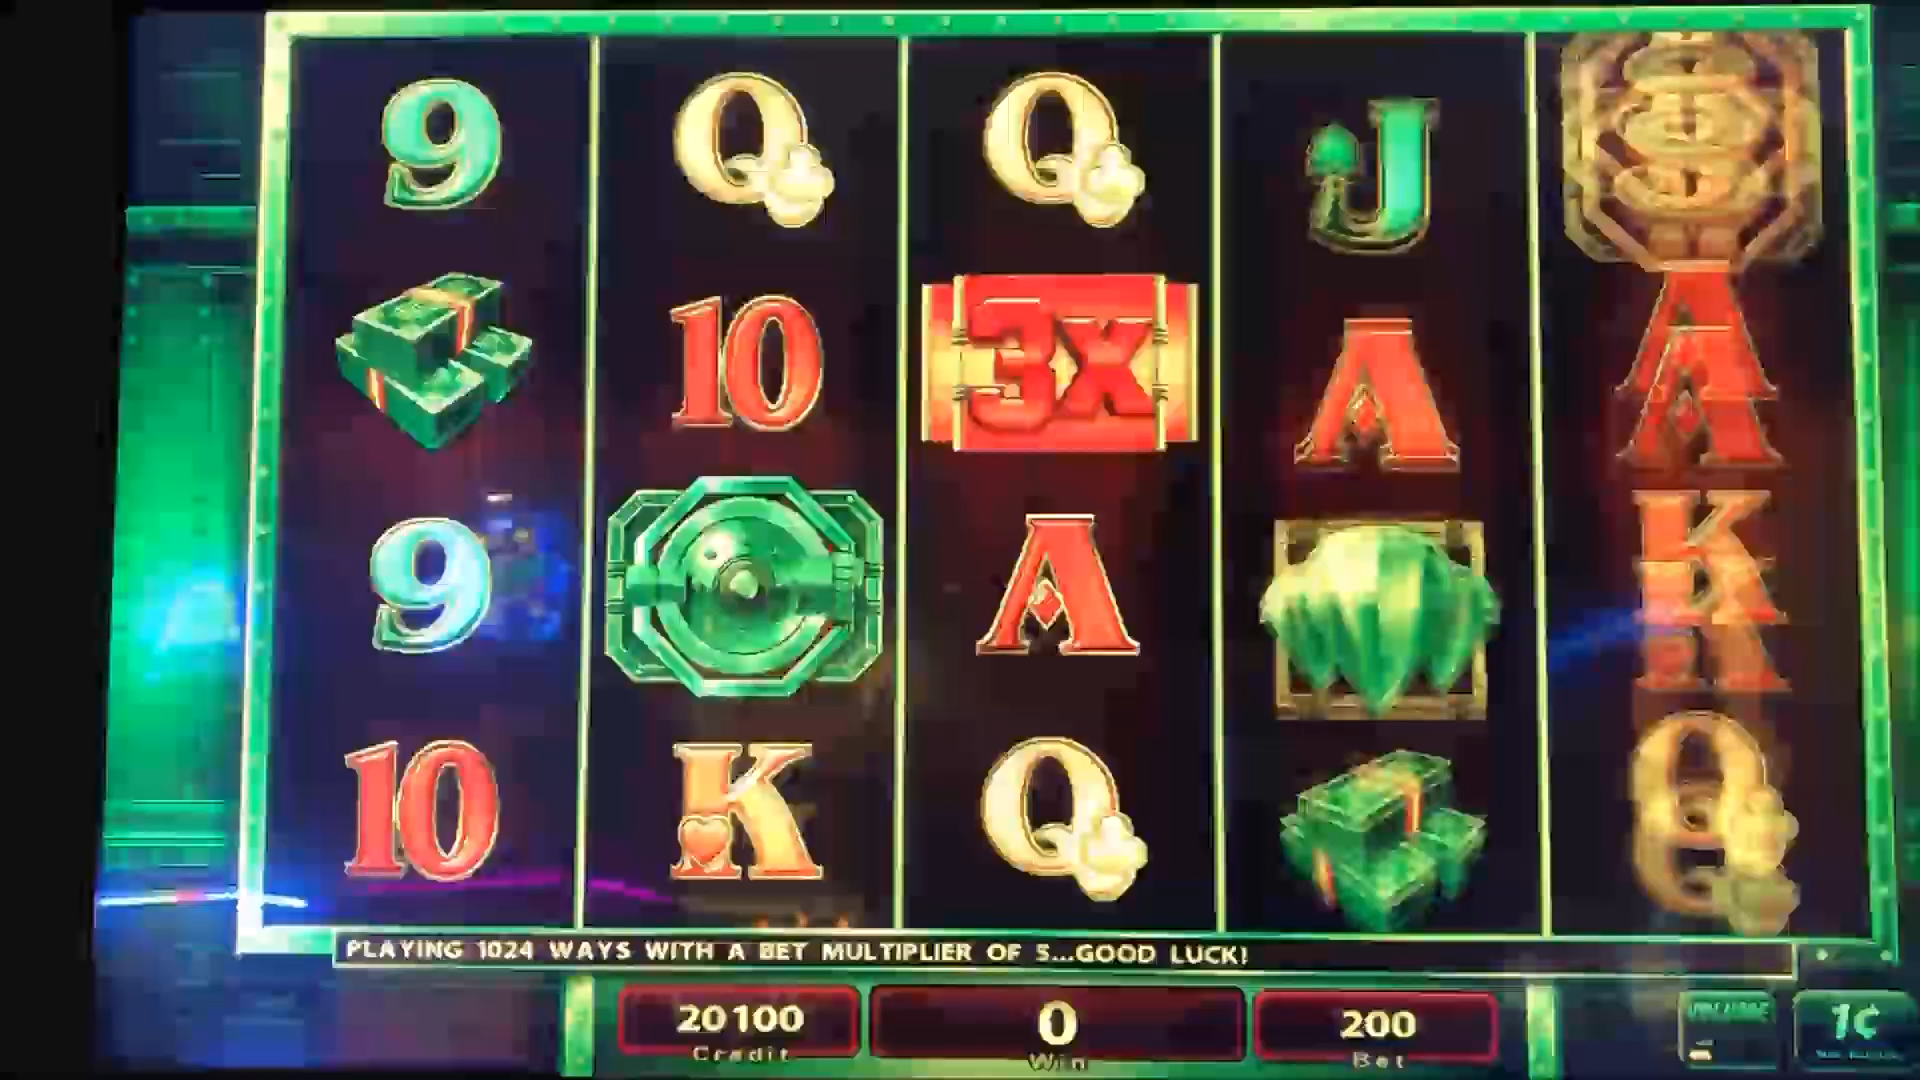 9 Q Q J
10 3x A A
9 A K
10 K Q Q
PLAYING 1024 WAYS WITH A BET MULTIPLIER OF 5...GOOD LUCK!
20100 0 200 1¢
Credit Win Bet